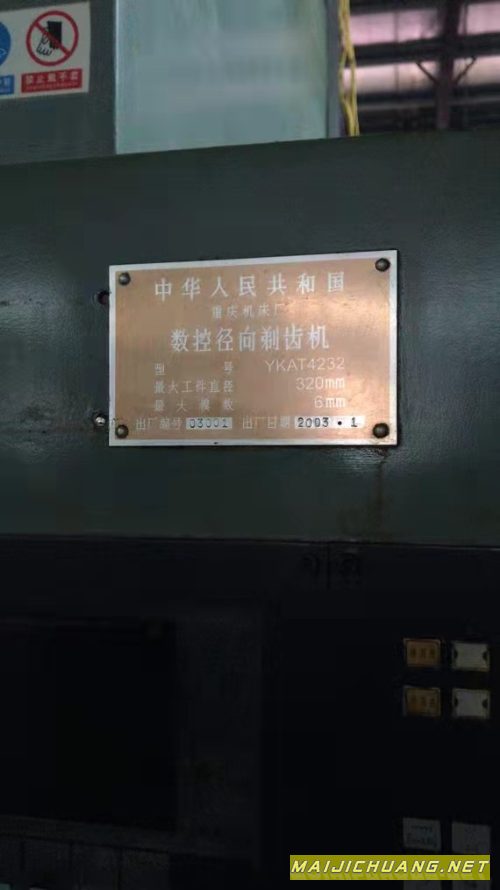 禁止戴手套
中华人民共和国
重庆机床厂
数控径向剃齿机
型号 YKAT4232
最大工件直径 320mm
最大模数 6mm
出厂编号 03001 出厂日期 2003·1
MAIJICHUANG.NET